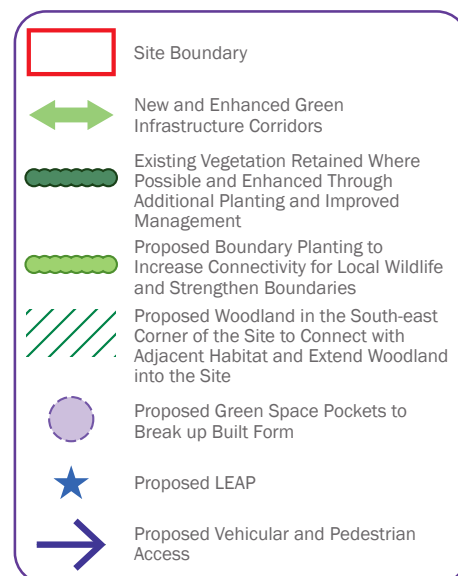 Site Boundary
New and Enhanced Green
Infrastructure Corridors
Existing Vegetation Retained Where
Possible and Enhanced Through
Additional Planting and Improved
Management
Proposed Boundary Planting to
Increase Connectivity for Local Wildlife
and Strengthen Boundaries
Proposed Woodland in the South-east
Corner of the Site to Connect with
Adjacent Habitat and Extend Woodland
into the Site
Proposed Green Space Pockets to
Break up Built Form
Proposed LEAP
Proposed Vehicular and Pedestrian
Access